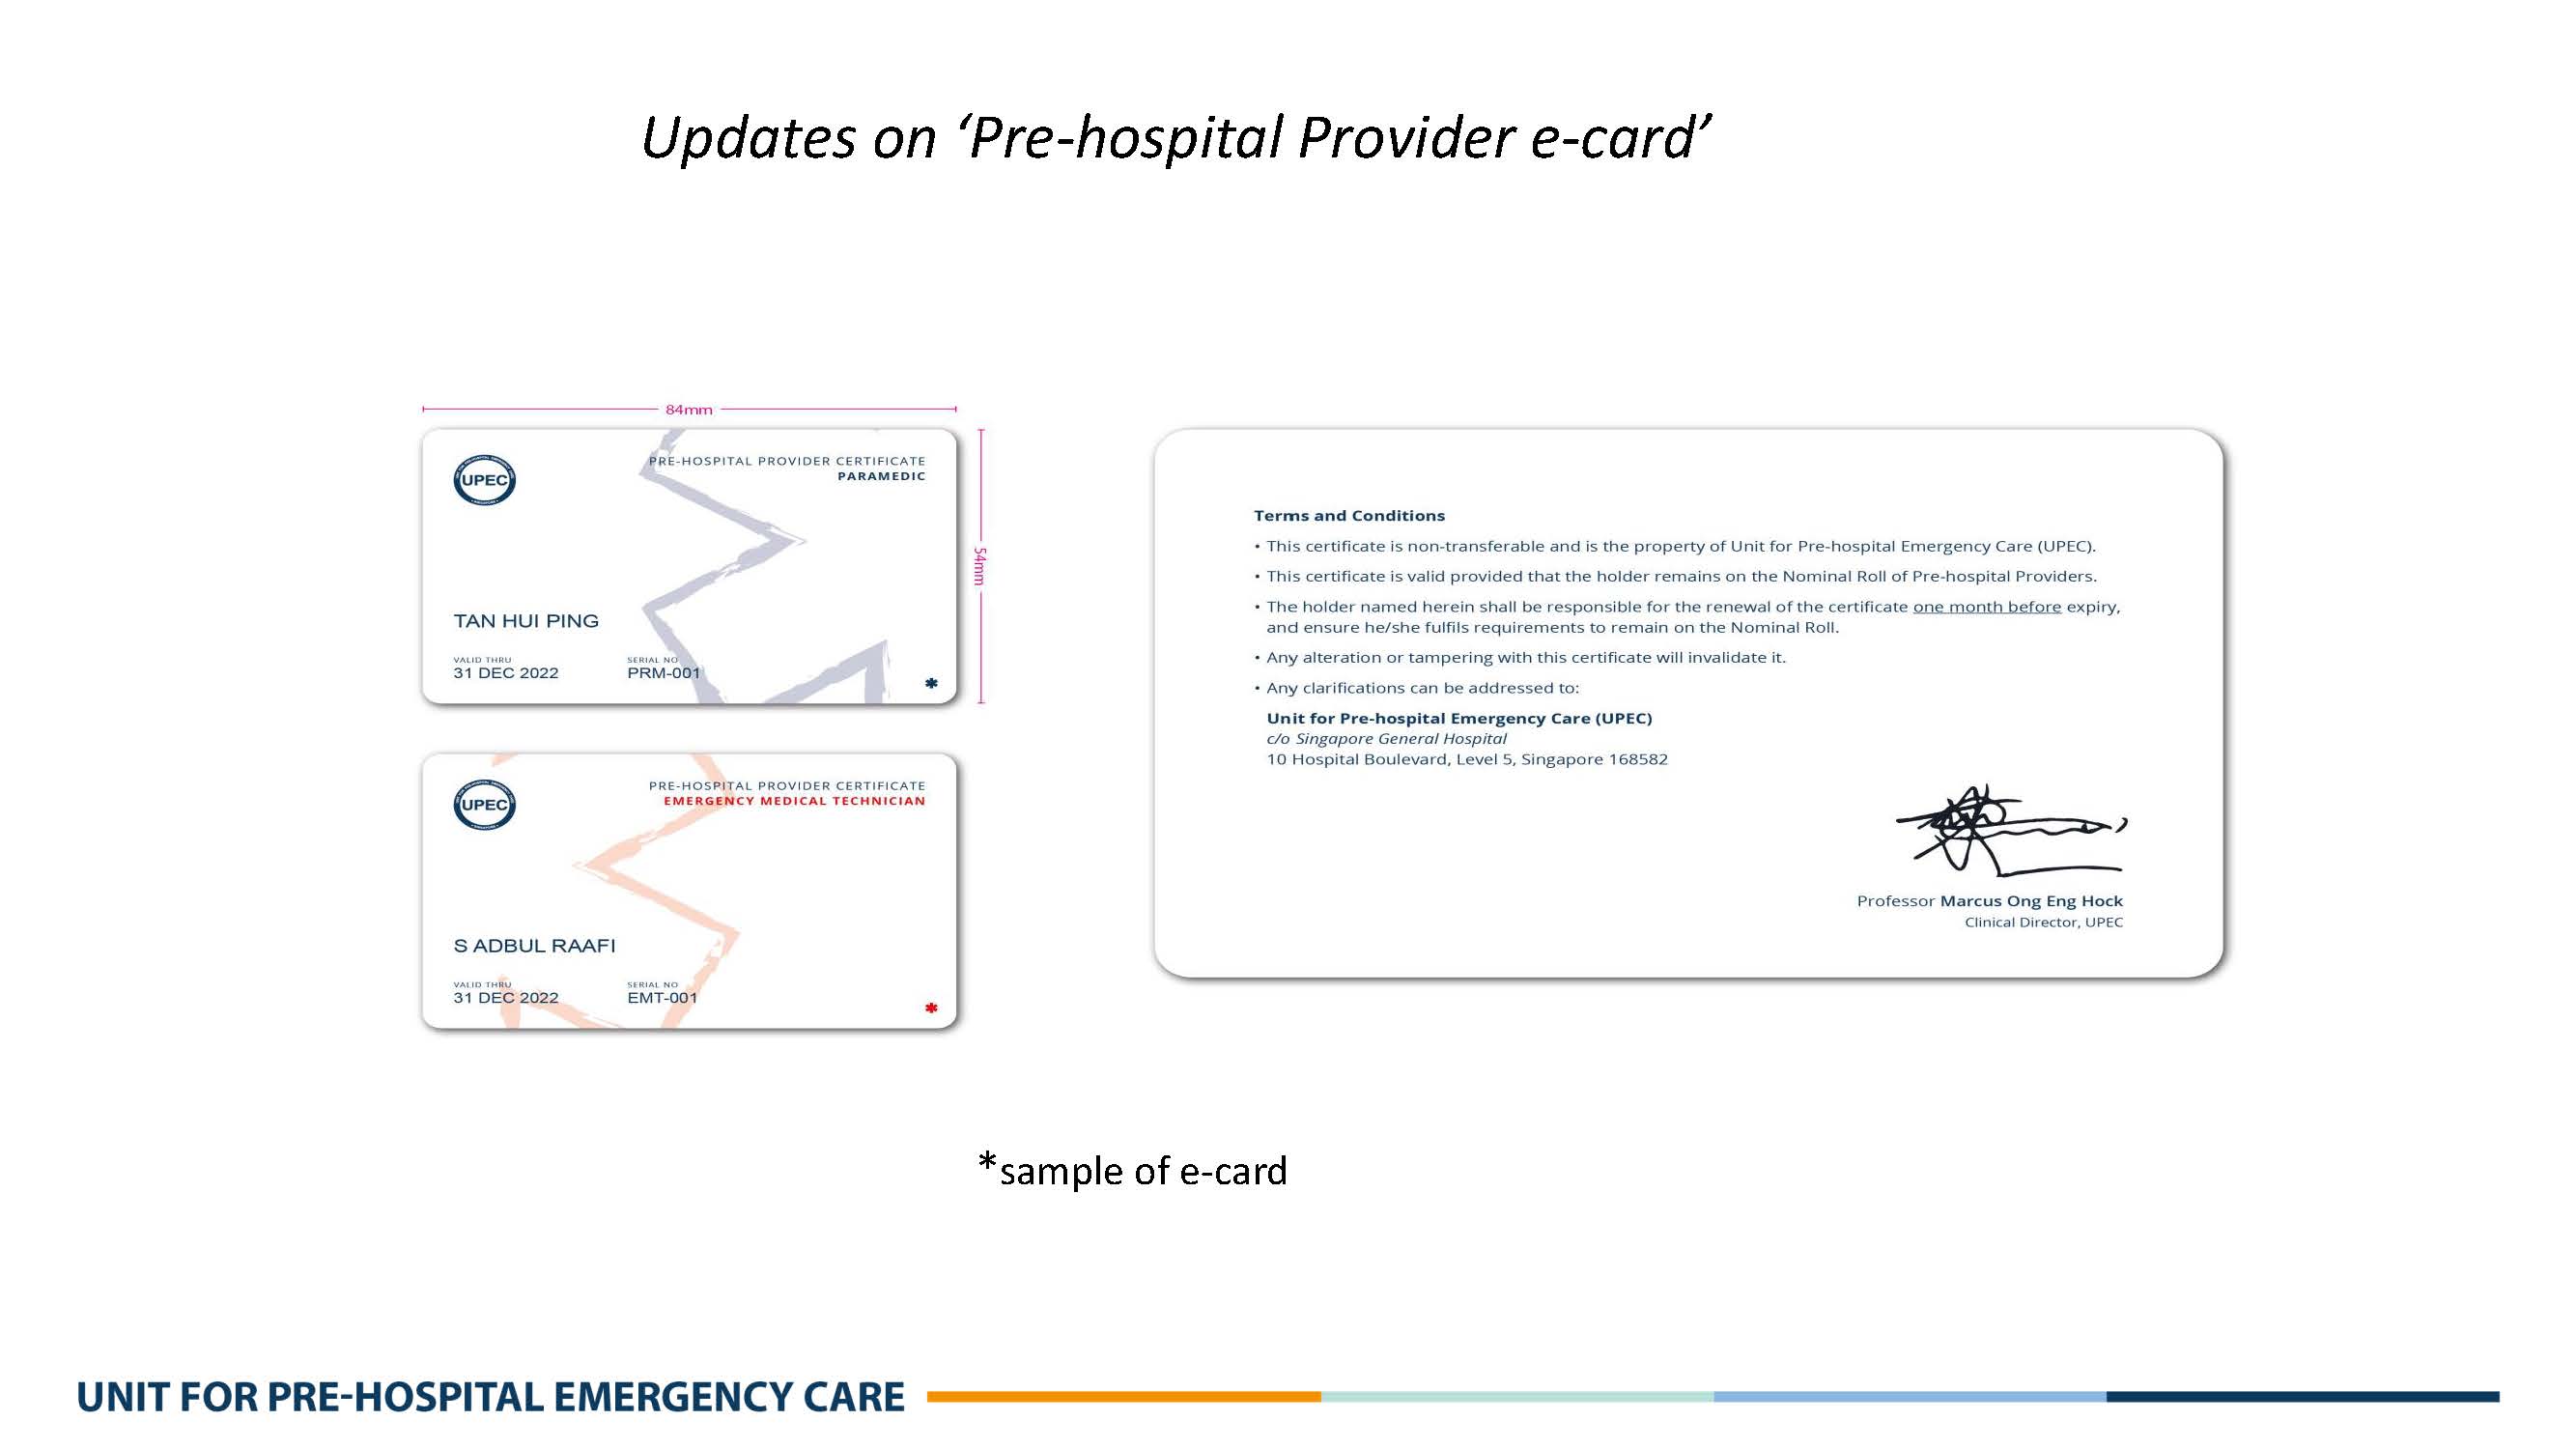 Updates on ‘Pre-hospital Provider e-card’
84mm
54mm
UPEC
PRE-HOSPITAL PROVIDER CERTIFICATE
PARAMEDIC
TAN HUI PING
VALID THRU
31 DEC 2022
SERIAL NO
PRM-001
*
UPEC
PRE-HOSPITAL PROVIDER CERTIFICATE
EMERGENCY MEDICAL TECHNICIAN
S ADBUL RAAFI
VALID THRU
31 DEC 2022
SERIAL NO
EMT-001
*
Terms and Conditions
• This certificate is non-transferable and is the property of Unit for Pre-hospital Emergency Care (UPEC).
• This certificate is valid provided that the holder remains on the Nominal Roll of Pre-hospital Providers.
• The holder named herein shall be responsible for the renewal of the certificate one month before expiry,
and ensure he/she fulfils requirements to remain on the Nominal Roll.
• Any alteration or tampering with this certificate will invalidate it.
• Any clarifications can be addressed to:
Unit for Pre-hospital Emergency Care (UPEC)
c/o Singapore General Hospital
10 Hospital Boulevard, Level 5, Singapore 168582
Professor Marcus Ong Eng Hock
Clinical Director, UPEC
*sample of e-card
UNIT FOR PRE-HOSPITAL EMERGENCY CARE